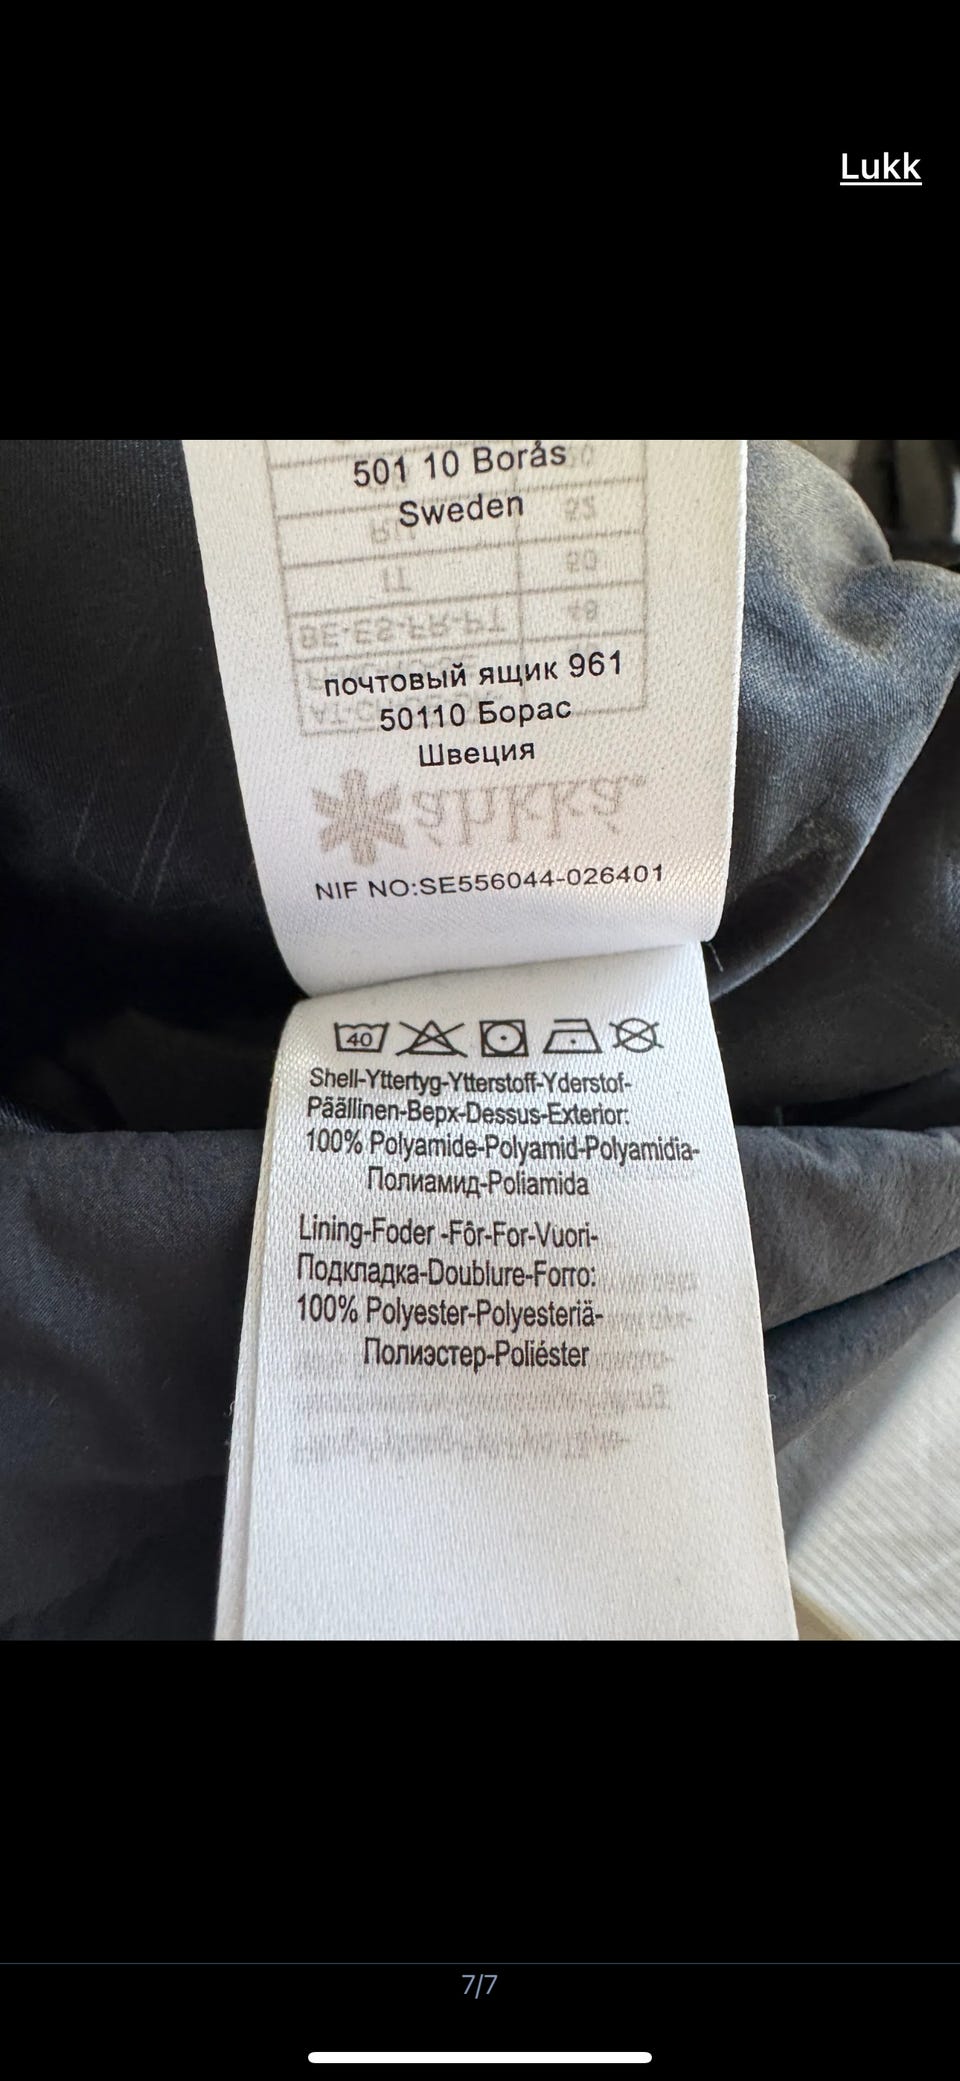 Lukk
501 10 Borås
Sweden
почтовый ящик 961
50110 Борас
Швеция
áhkká
NIF NO:SE556044-026401
40
Shell-Yttertyg-Ytterstoff-Yderstof-
Päällinen-Верх-Dessus-Exterior:
100% Polyamide-Polyamid-Polyamidia-
Полиамид-Poliamida
Lining-Foder -Fôr-For-Vuori-
Подкладка-Doublure-Forro:
100% Polyester-Polyesteriä-
Полиэстер-Poliéster
7/7